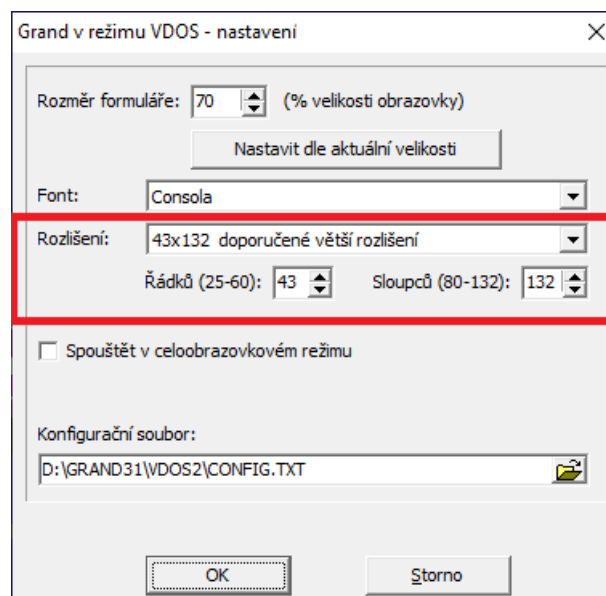 Grand v režimu VDOS - nastavení
Rozměr formuláře: 70 (% velikosti obrazovky)
Nastavit dle aktuální velikosti
Font: Consola
Rozlišení: 43x132 doporučené větší rozlišení
Řádků (25-60): 43 Sloupců (80-132): 132
Spouštět v celoobrazovkovém režimu
Konfigurační soubor:
D:\GRAND31\VDOS2\CONFIG.TXT
OK Storno